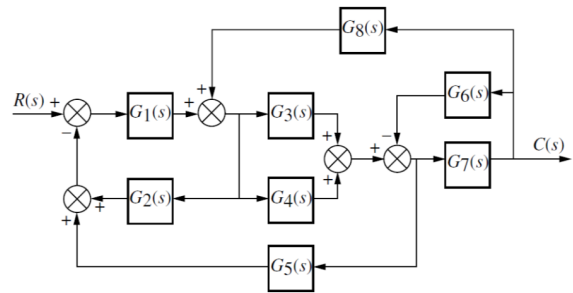 G8(s)
+
R(s) +
G1(s)
+
G3(s)
G6(s)
−
+
−
+
C(s)
G7(s)
+
+
+
G2(s)
G4(s)
G5(s)